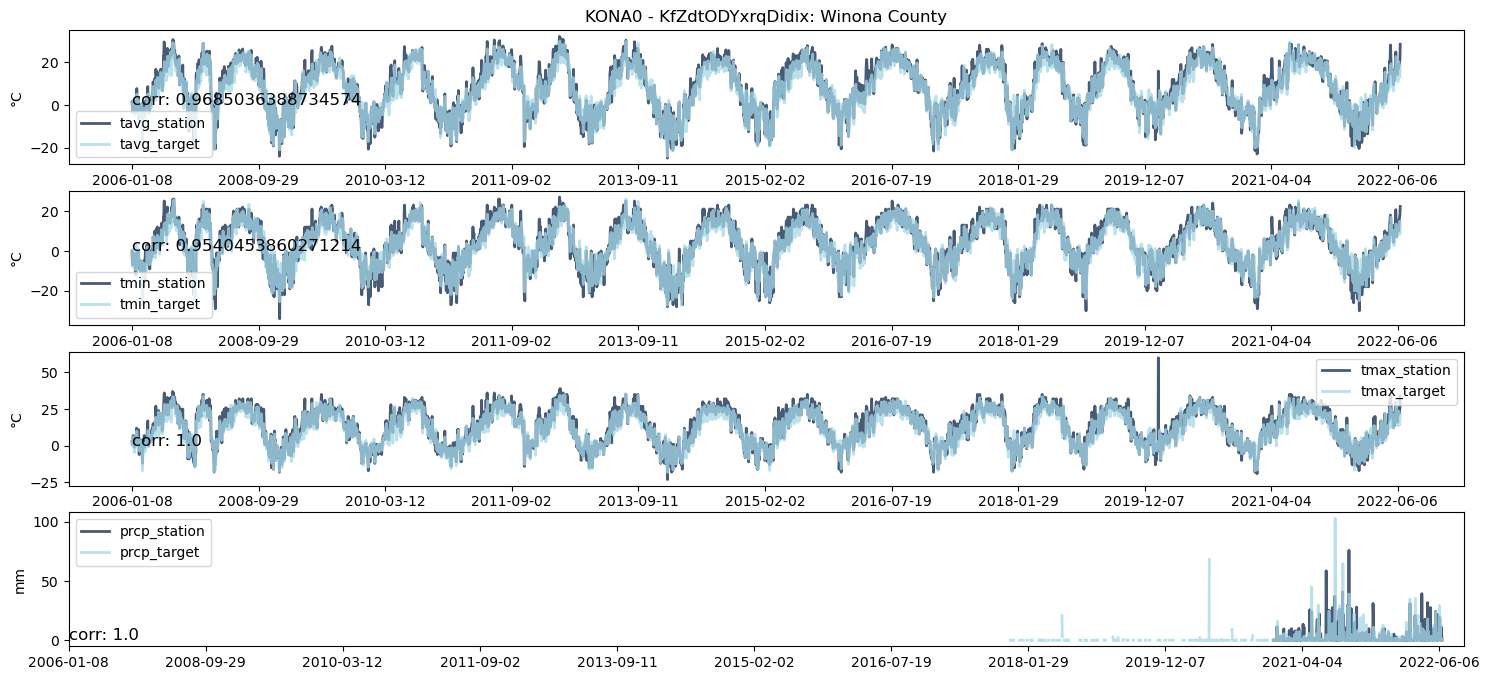 KONA0 - KfZdtODYxrqDidix: Winona County
20
0
−20
°C
corr: 0.9685036388734574
tavg_station
tavg_target
2006-01-08 2008-09-29 2010-03-12 2011-09-02 2013-09-11 2015-02-02 2016-07-19 2018-01-29 2019-12-07 2021-04-04 2022-06-06
20
0
−20
°C
corr: 0.9540453860271214
tmin_station
tmin_target
2006-01-08 2008-09-29 2010-03-12 2011-09-02 2013-09-11 2015-02-02 2016-07-19 2018-01-29 2019-12-07 2021-04-04 2022-06-06
50
25
0
−25
°C
corr: 1.0
tmax_station
tmax_target
2006-01-08 2008-09-29 2010-03-12 2011-09-02 2013-09-11 2015-02-02 2016-07-19 2018-01-29 2019-12-07 2021-04-04 2022-06-06
100
50
0
mm
prcp_station
prcp_target
corr: 1.0
2006-01-08 2008-09-29 2010-03-12 2011-09-02 2013-09-11 2015-02-02 2016-07-19 2018-01-29 2019-12-07 2021-04-04 2022-06-06